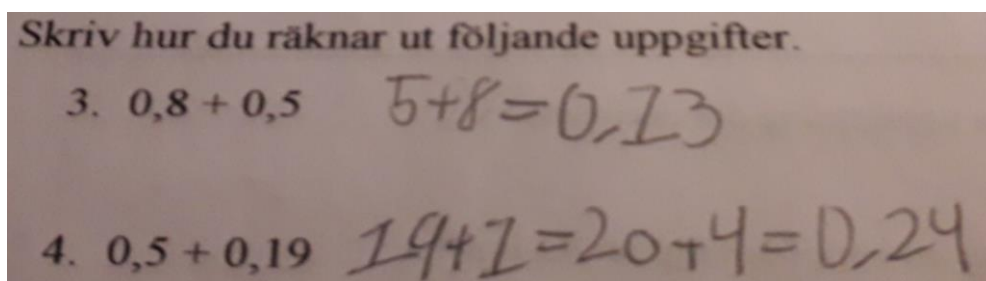 Skriv hur du räknar ut följande uppgifter.
3. 0,8 + 0,5 5+8=0,13
4. 0,5 + 0,19 19+1=20+4=0,24